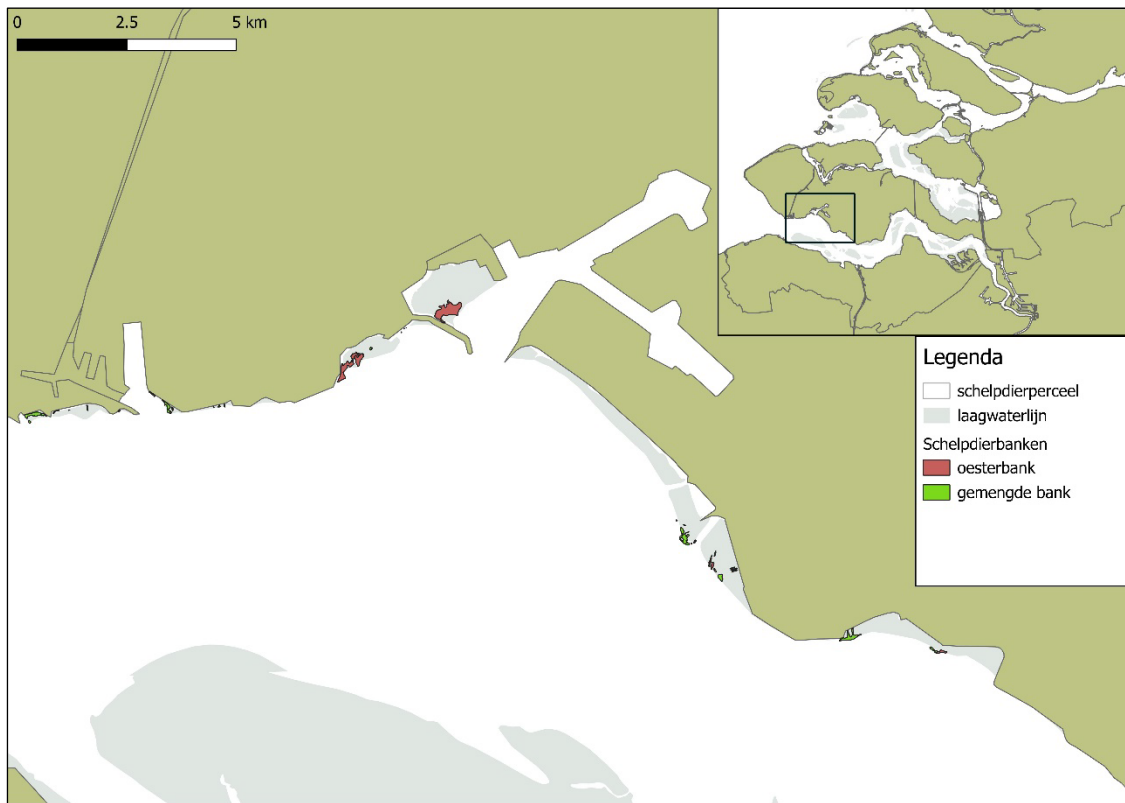 0 2.5 5 km
Legenda
schelpdierperceel
laagwaterlijn
Schelpdierbanken
oesterbank
gemengde bank